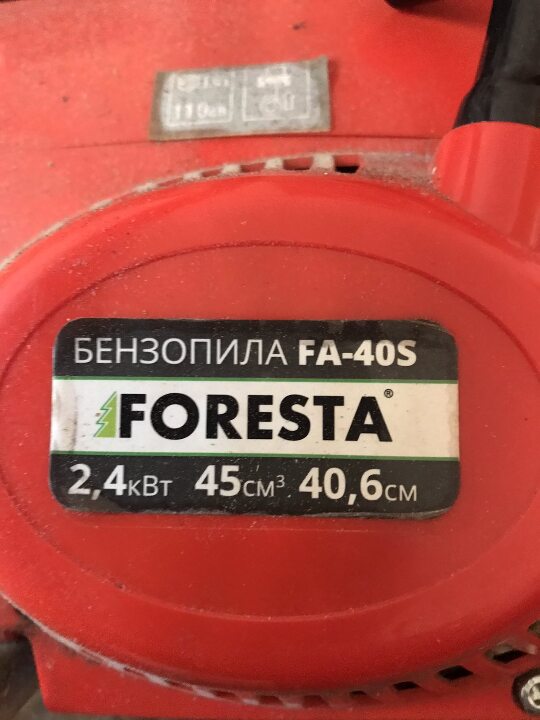 БЕНЗОПИЛА FA-40S
FORESTA®
2,4кВт 45см³ 40,6см